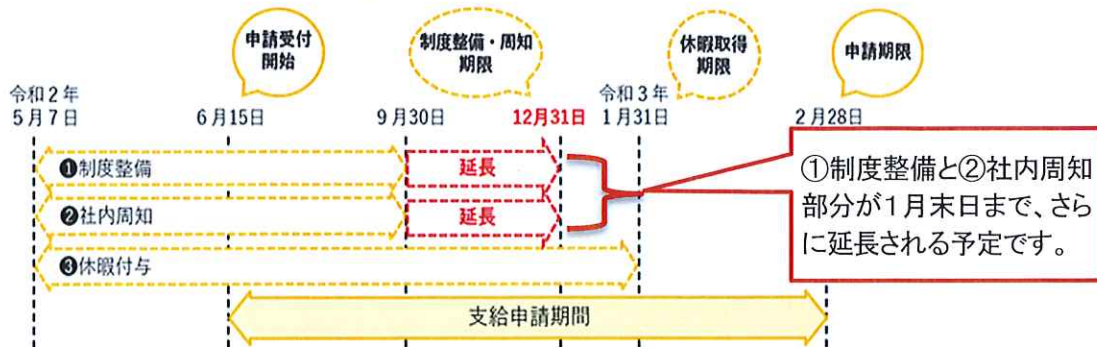 申請受付
開始
制度整備・周知
期限
休暇取得
期限
申請期限
令和2年
5月7日
6月15日
9月30日
12月31日
令和3年
1月31日
2月28日
❶制度整備
延長
❷社内周知
延長
❸休暇付与
支給申請期間
①制度整備と②社内周知
部分が1月末日まで、さら
に延長される予定です。